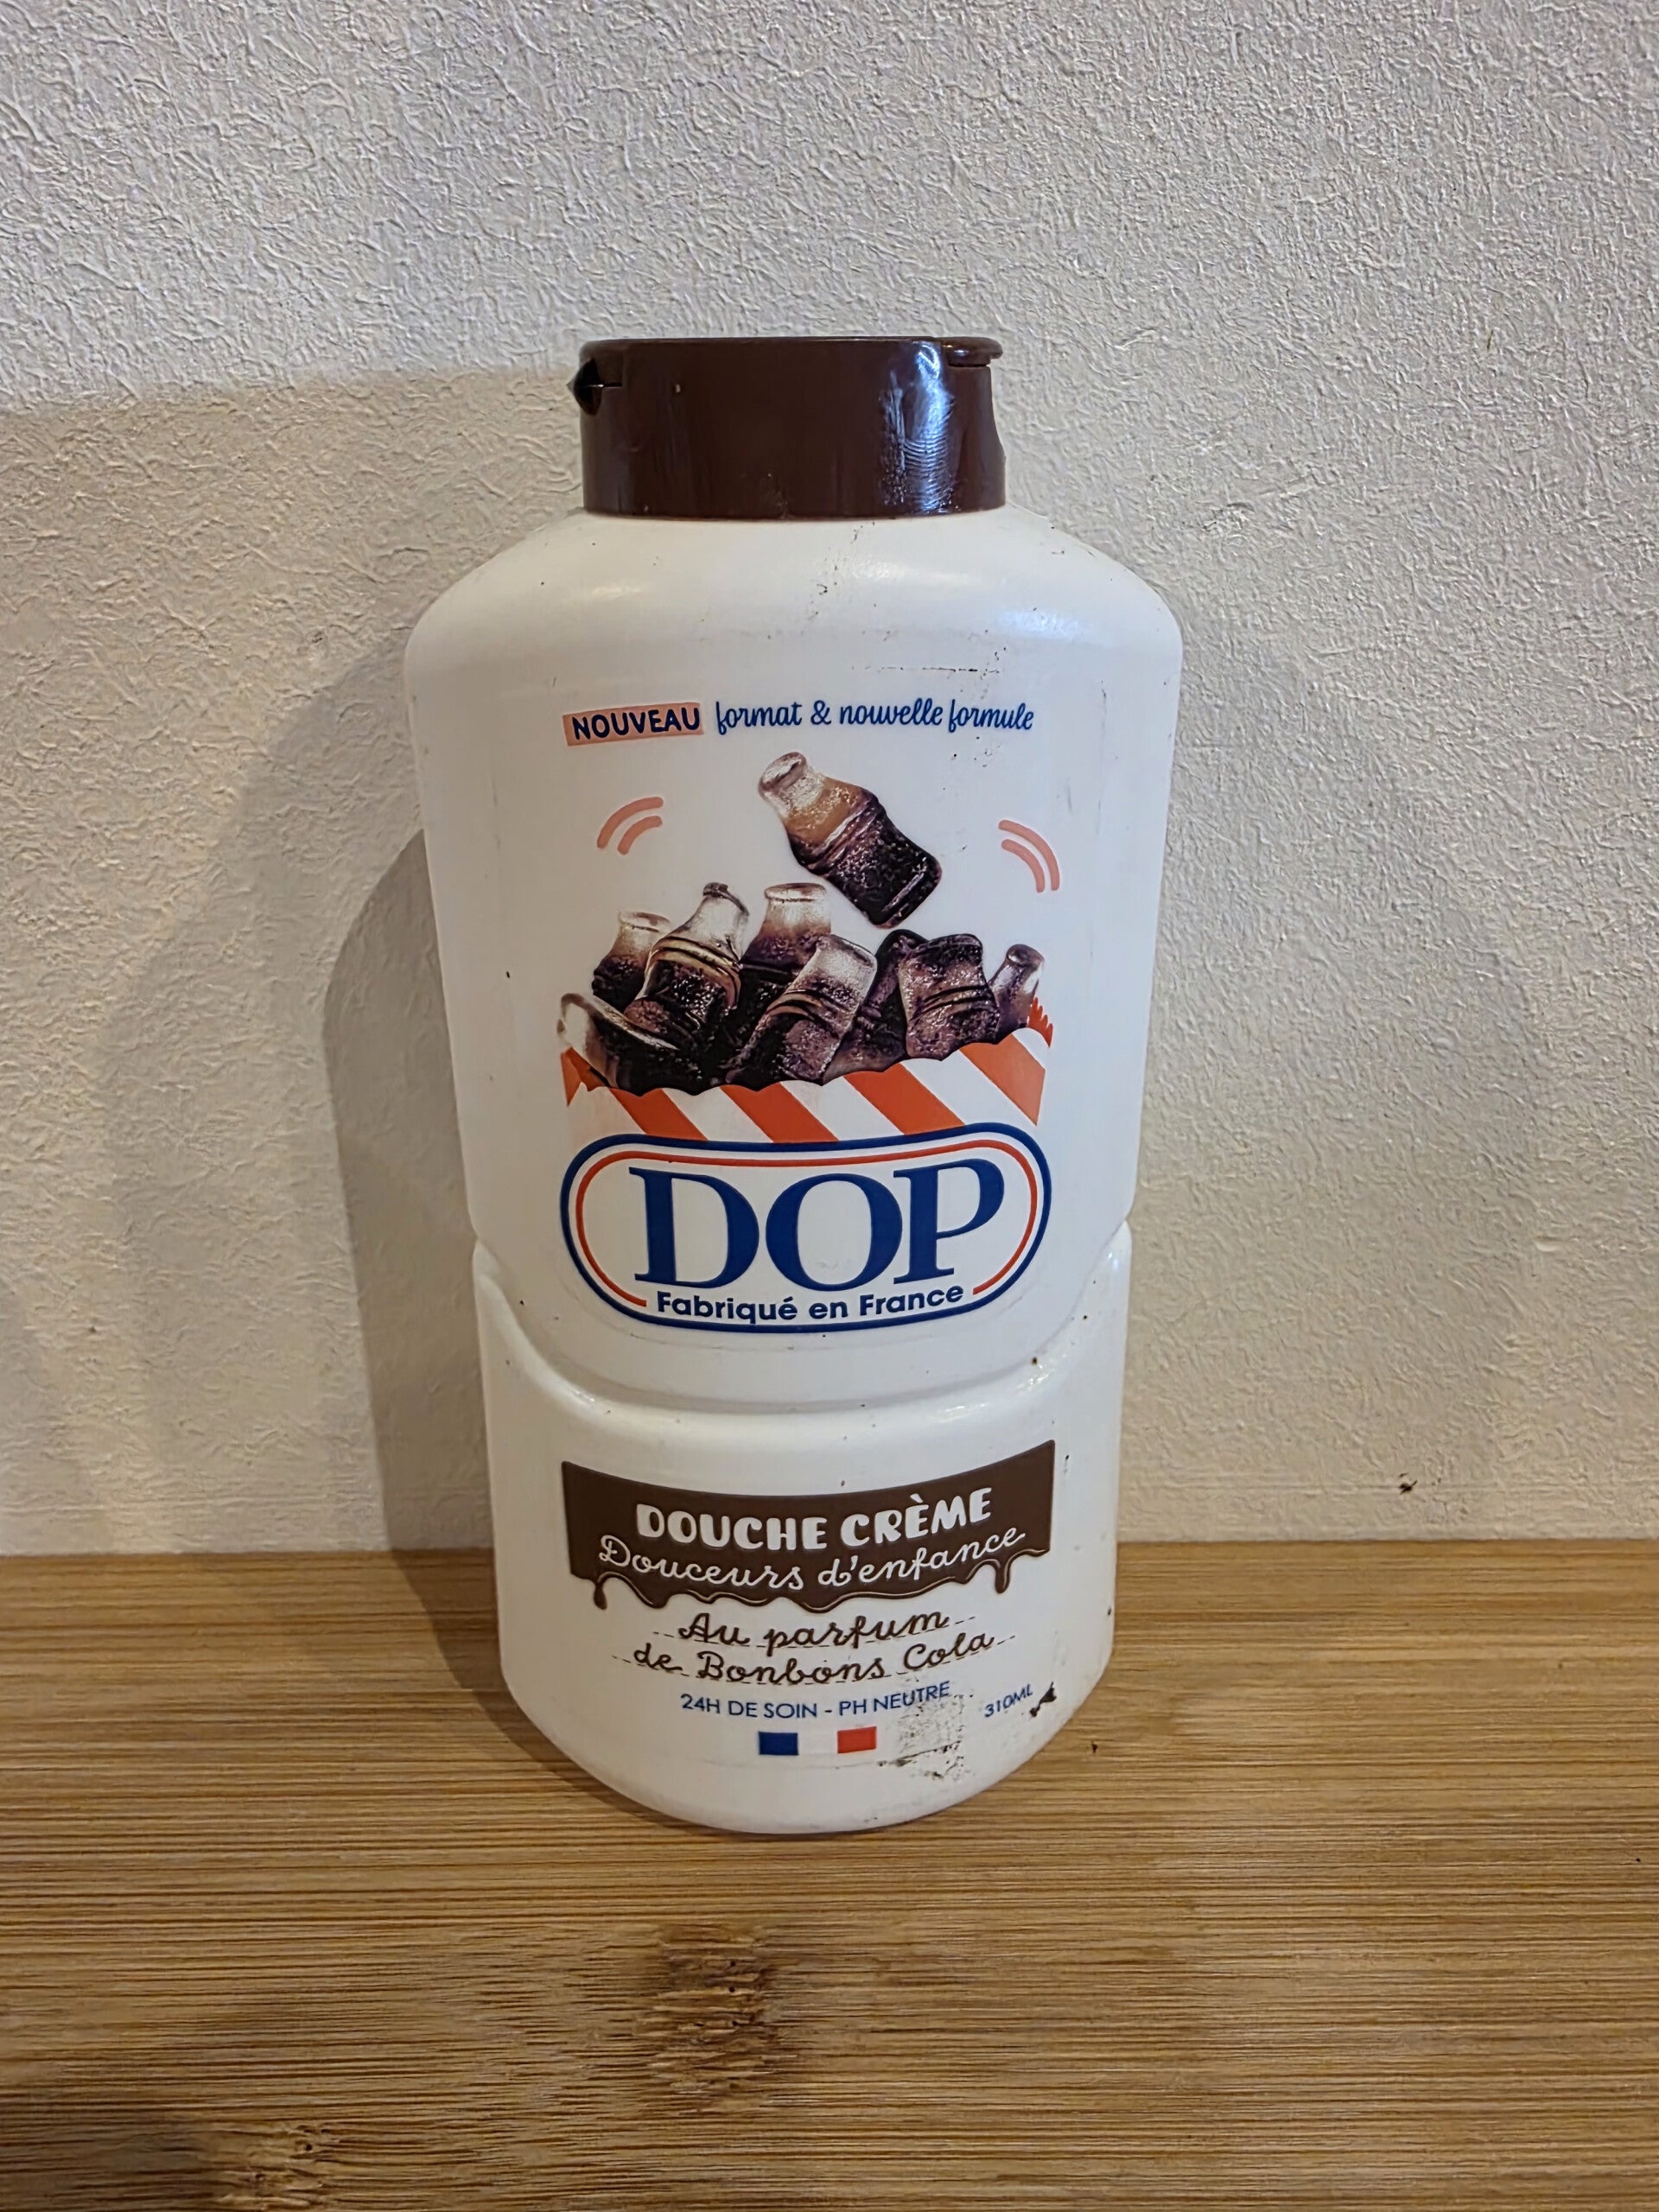 NOUVEAU format & nouvelle formule
DOP
Fabriqué en France
DOUCHE CRÈME
Douceurs d'enfance
Au parfum
de Bonbons Cola
24H DE SOIN - PH NEUTRE 310ML